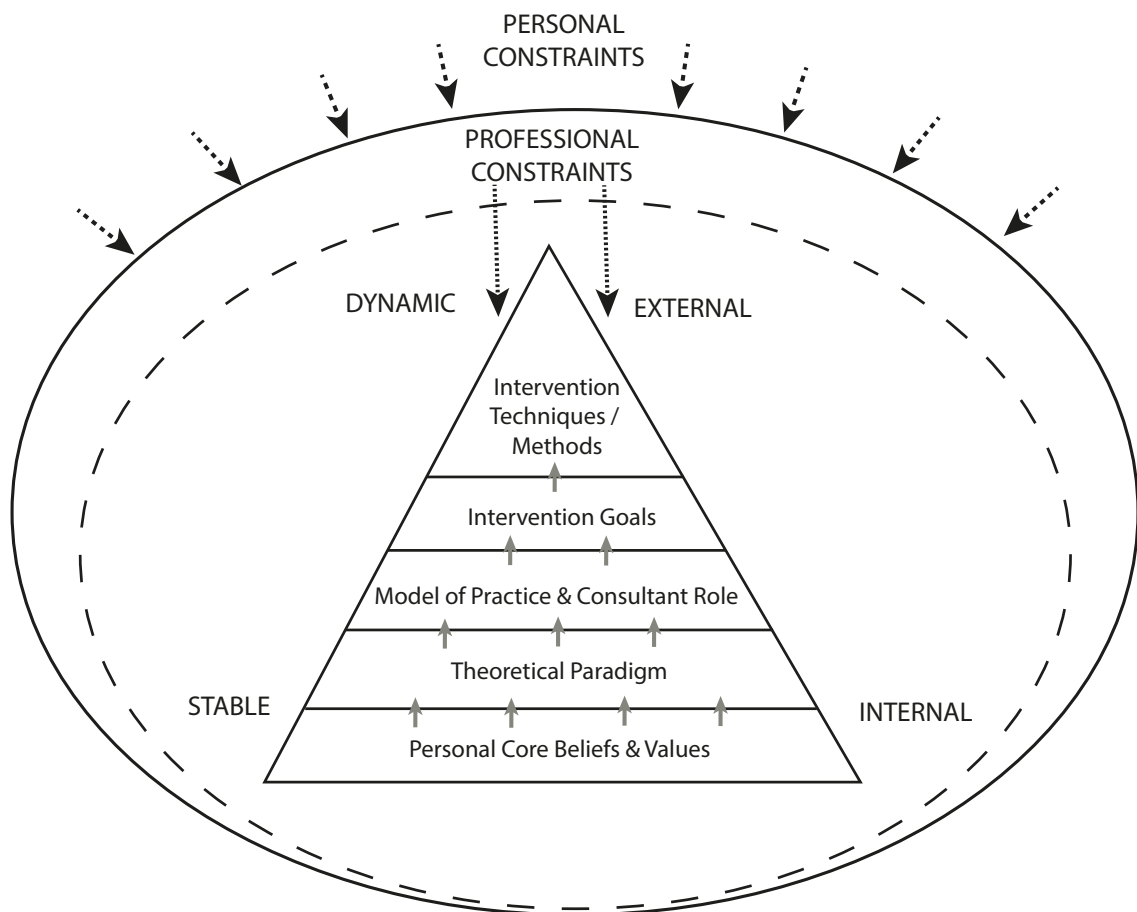 PERSONAL
CONSTRAINTS
PROFESSIONAL
CONSTRAINTS
DYNAMIC
EXTERNAL
Intervention
Techniques /
Methods
Intervention Goals
Model of Practice & Consultant Role
Theoretical Paradigm
STABLE
INTERNAL
Personal Core Beliefs & Values